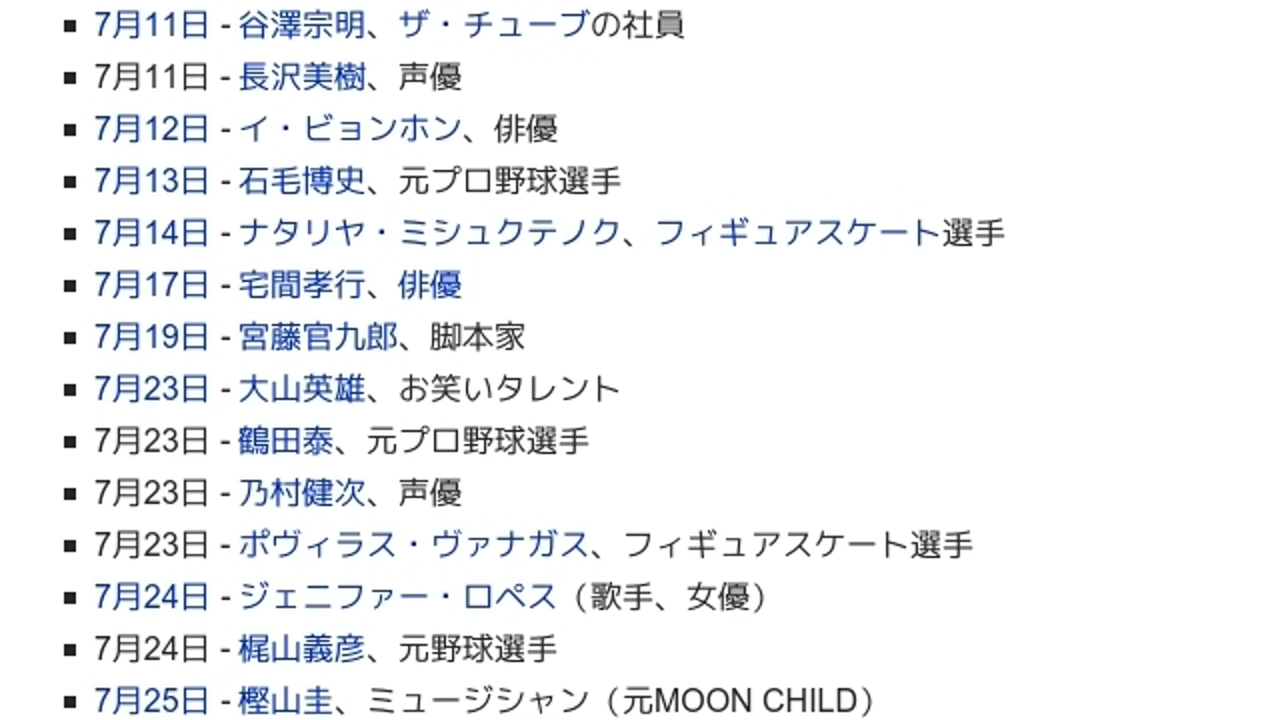 7月11日 - 谷澤宗明、ザ・チューブの社員
7月11日 - 長沢美樹、声優
7月12日 - イ・ビョンホン、俳優
7月13日 - 石毛博史、元プロ野球選手
7月14日 - ナタリヤ・ミシュクテノク、フィギュアスケート選手
7月17日 - 宅間孝行、俳優
7月19日 - 宮藤官九郎、脚本家
7月23日 - 大山英雄、お笑いタレント
7月23日 - 鶴田泰、元プロ野球選手
7月23日 - 乃村健次、声優
7月23日 - ポヴィラス・ヴァナガス、フィギュアスケート選手
7月24日 - ジェニファー・ロペス（歌手、女優）
7月24日 - 梶山義彦、元野球選手
7月25日 - 樫山圭、ミュージシャン（元MOON CHILD）